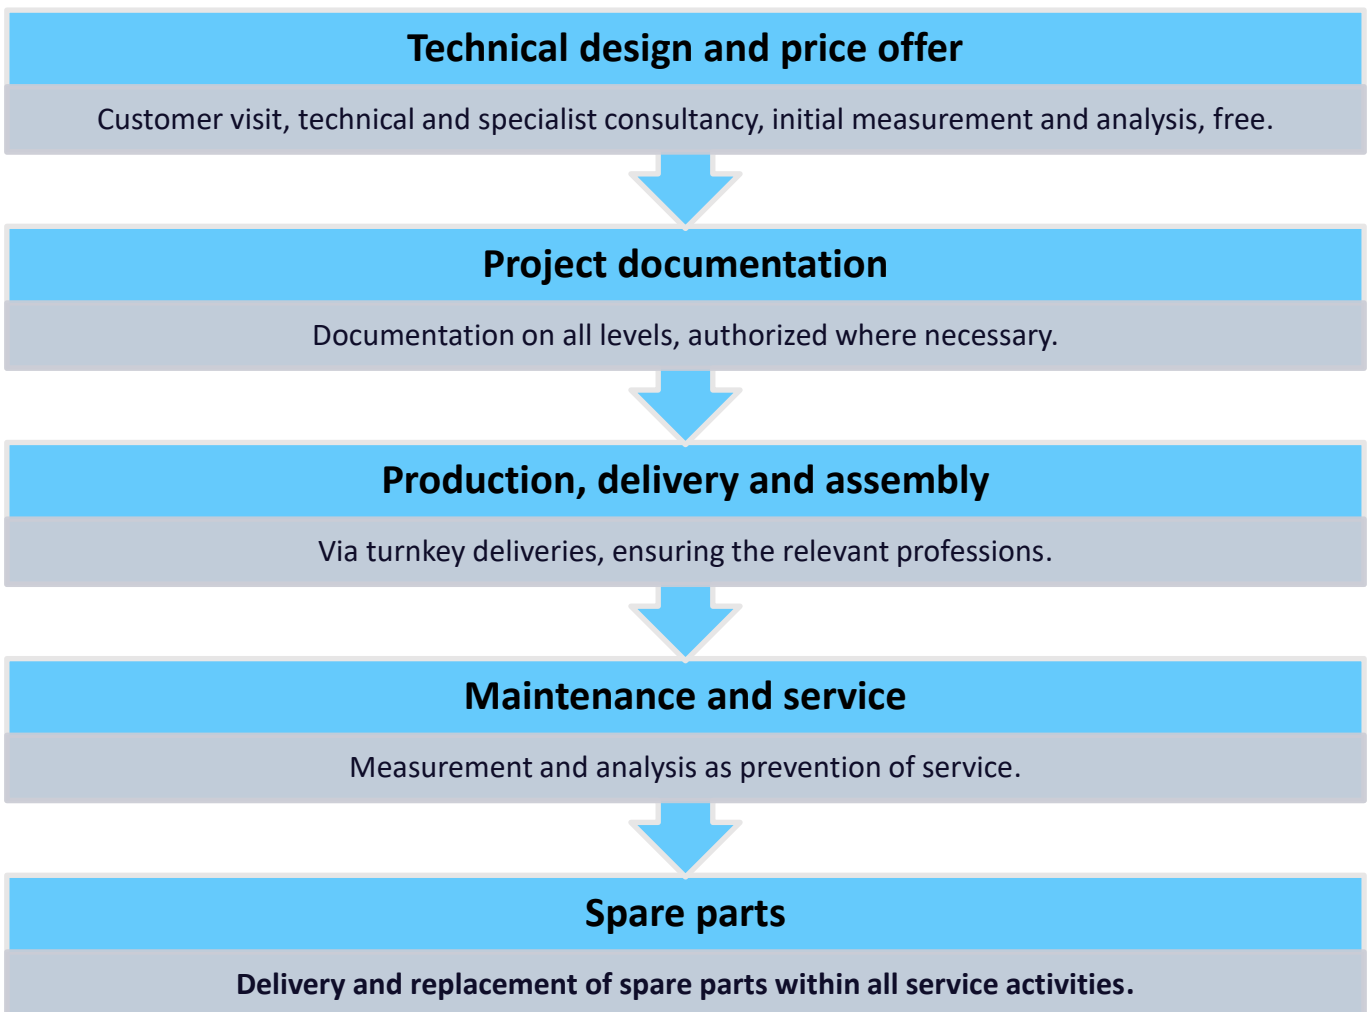 Technical design and price offer
Customer visit, technical and specialist consultancy, initial measurement and analysis, free.
Project documentation
Documentation on all levels, authorized where necessary.
Production, delivery and assembly
Via turnkey deliveries, ensuring the relevant professions.
Maintenance and service
Measurement and analysis as prevention of service.
Spare parts
Delivery and replacement of spare parts within all service activities.